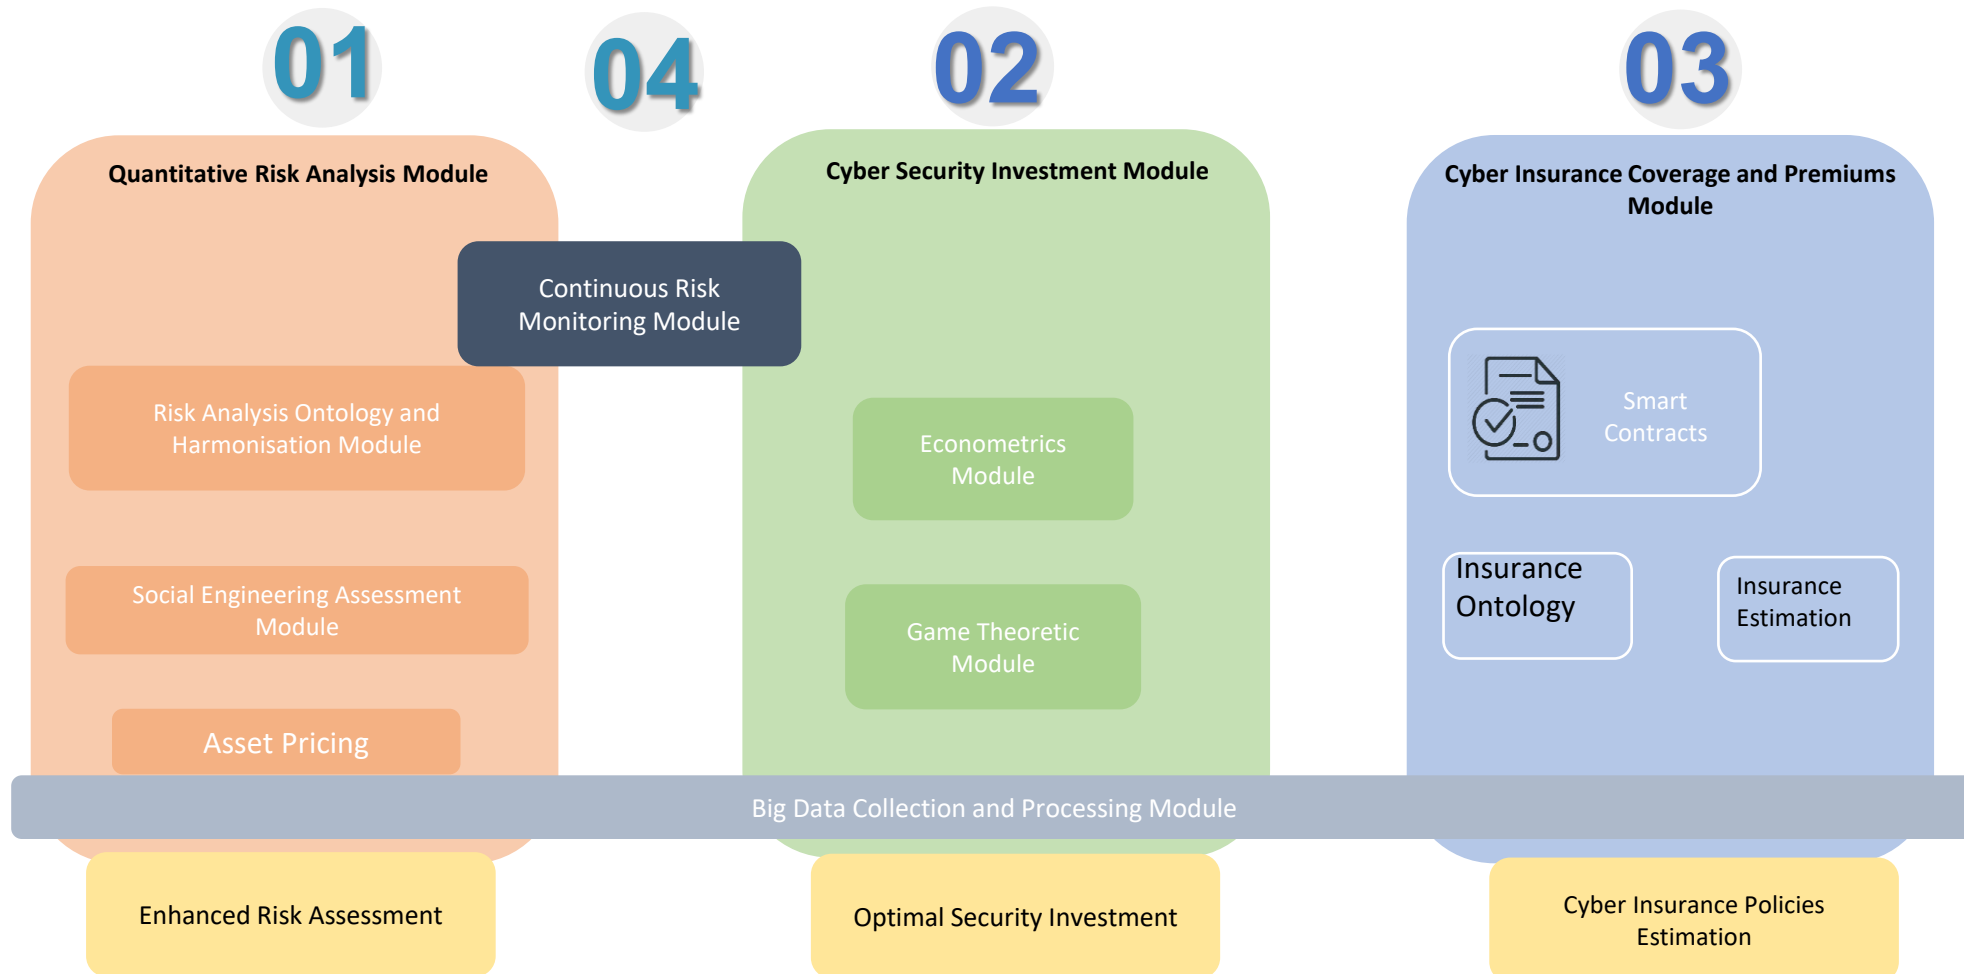 01
04
02
03
Quantitative Risk Analysis Module
Cyber Security Investment Module
Cyber Insurance Coverage and Premiums
Module
Continuous Risk
Monitoring Module
Risk Analysis Ontology and
Harmonisation Module
Social Engineering Assessment
Module
Asset Pricing
Econometrics
Module
Game Theoretic
Module
Smart
Contracts
Insurance
Ontology
Insurance
Estimation
Big Data Collection and Processing Module
Enhanced Risk Assessment
Optimal Security Investment
Cyber Insurance Policies
Estimation